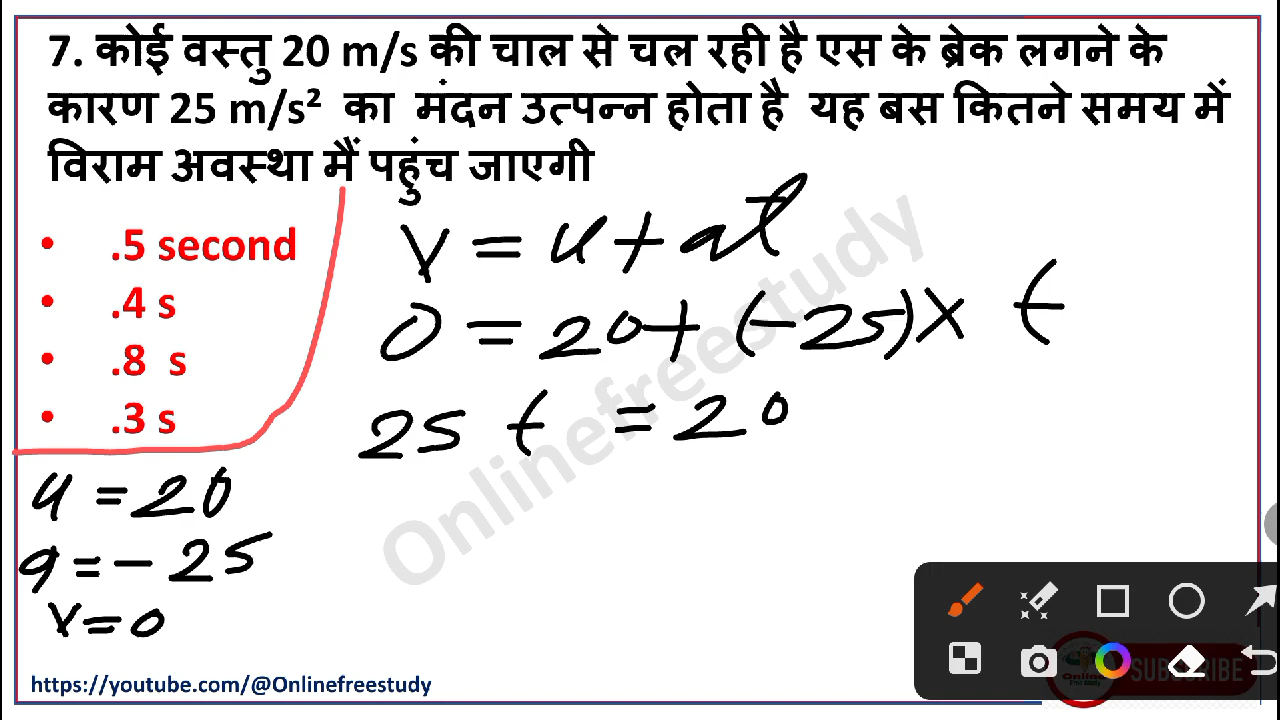 7. कोई वस्तु 20 m/s की चाल से चल रही है एस के ब्रेक लगने के
कारण 25 m/s² का मंदन उत्पन्न होता है यह बस कितने समय में
विराम अवस्था मैं पहुंच जाएगी
• .5 second
• .4 s
• .8 s
• .3 s
v = u + at
0 = 20 + (-25) x t
25 t = 20
u = 20
a = - 25
v = 0
Onlinefreestudy
https://youtube.com/@Onlinefreestudy
SUBSCRIBE